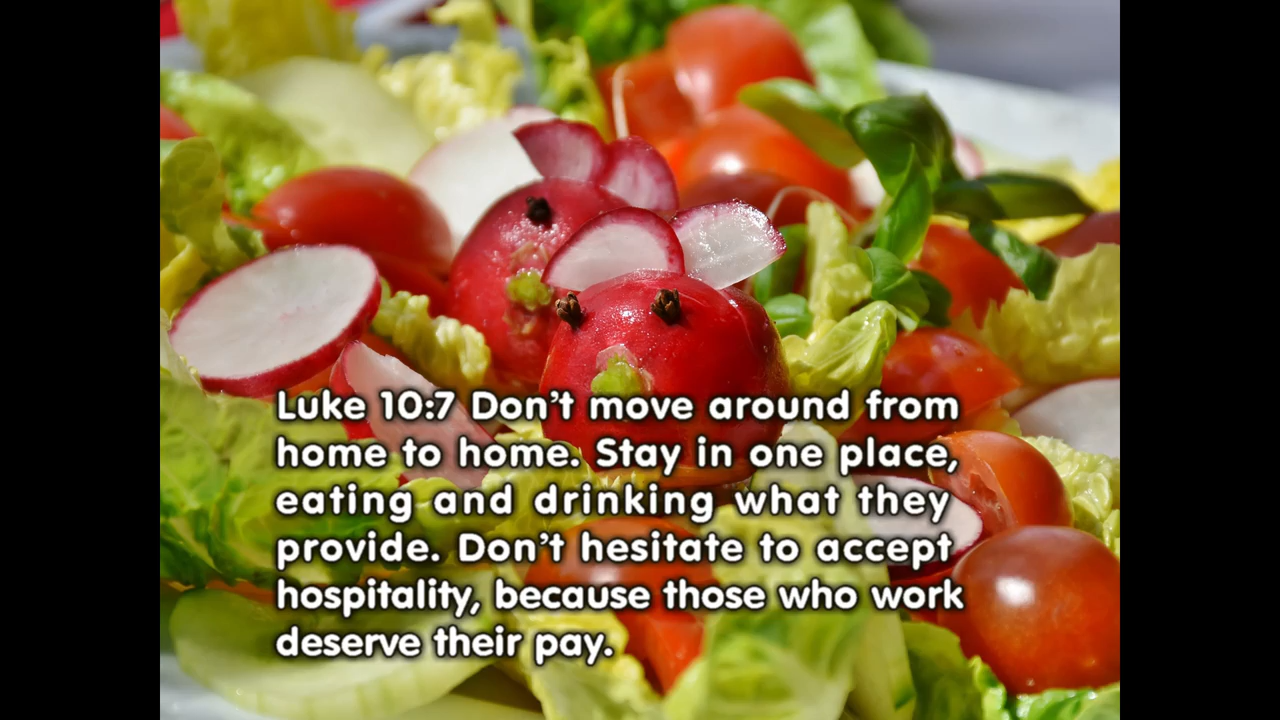 Luke 10:7 Don’t move around from
home to home. Stay in one place,
eating and drinking what they
provide. Don’t hesitate to accept
hospitality, because those who work
deserve their pay.